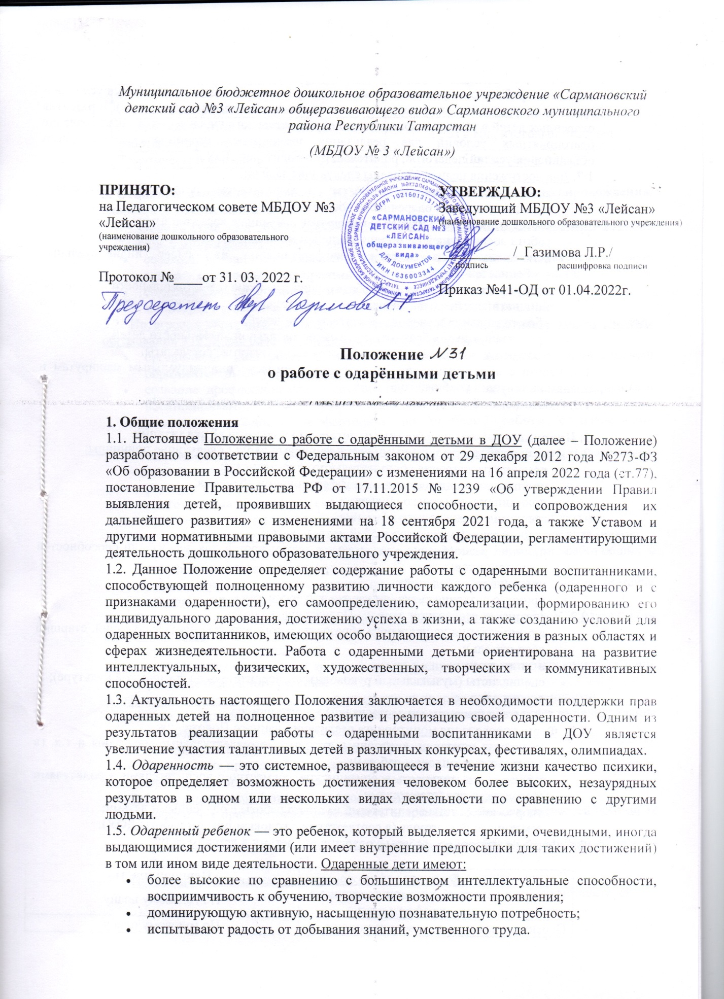 Муниципальное бюджетное дошкольное образовательное учреждение «Сармановский
детский сад №3 «Лейсан» общеразвивающего вида» Сармановского муниципального
района Республики Татарстан
(МБДОУ № 3 «Лейсан»)
ПРИНЯТО:
на Педагогическом совете МБДОУ №3
«Лейсан»
(наименование дошкольного образовательного
учреждения)
Протокол №____от 31. 03. 2022 г.
Председатель Газимова Л.Р.
УТВЕРЖДАЮ:
Заведующий МБДОУ №3 «Лейсан»
(наименование дошкольного образовательного учреждения)
__________ /_Газимова Л.Р./
подпись расшифровка подписи
Приказ №41-ОД от 01.04.2022г.
ОГРН 1021601313172
«САРМАНОВСКИЙ
ДЕТСКИЙ САД №3
«ЛЕЙСАН»
общеразвивающего
вида»
ДЛЯ ДОКУМЕНТОВ
ИНН 1636003344
Положение N31
о работе с одарёнными детьми
1. Общие положения
1.1. Настоящее Положение о работе с одарёнными детьми в ДОУ (далее – Положение)
разработано в соответствии с Федеральным законом от 29 декабря 2012 года №273-ФЗ
«Об образовании в Российской Федерации» с изменениями на 16 апреля 2022 года (ст.77),
постановление Правительства РФ от 17.11.2015 № 1239 «Об утверждении Правил
выявления детей, проявивших выдающиеся способности, и сопровождения их
дальнейшего развития» с изменениями на 18 сентября 2021 года, а также Уставом и
другими нормативными правовыми актами Российской Федерации, регламентирующими
деятельность дошкольного образовательного учреждения.
1.2. Данное Положение определяет содержание работы с одаренными воспитанниками,
способствующей полноценному развитию личности каждого ребенка (одаренного и с
признаками одаренности), его самоопределению, самореализации, формированию его
индивидуального дарования, достижению успеха в жизни, а также созданию условий для
одаренных воспитанников, имеющих особо выдающиеся достижения в разных областях и
сферах жизнедеятельности. Работа с одаренными детьми ориентирована на развитие
интеллектуальных, физических, художественных, творческих и коммуникативных
способностей.
1.3. Актуальность настоящего Положения заключается в необходимости поддержки прав
одаренных детей на полноценное развитие и реализацию своей одаренности. Одним из
результатов реализации работы с одаренными воспитанниками в ДОУ является
увеличение участия талантливых детей в различных конкурсах, фестивалях, олимпиадах.
1.4. Одаренность — это системное, развивающееся в течение жизни качество психики,
которое определяет возможность достижения человеком более высоких, незаурядных
результатов в одном или нескольких видах деятельности по сравнению с другими
людьми.
1.5. Одаренный ребенок — это ребенок, который выделяется яркими, очевидными, иногда
выдающимися достижениями (или имеет внутренние предпосылки для таких достижений)
в том или ином виде деятельности. Одаренные дети имеют:
• более высокие по сравнению с большинством интеллектуальные способности,
восприимчивость к обучению, творческие возможности проявления;
• доминирующую активную, насыщенную познавательную потребность;
• испытывают радость от добывания знаний, умственного труда.